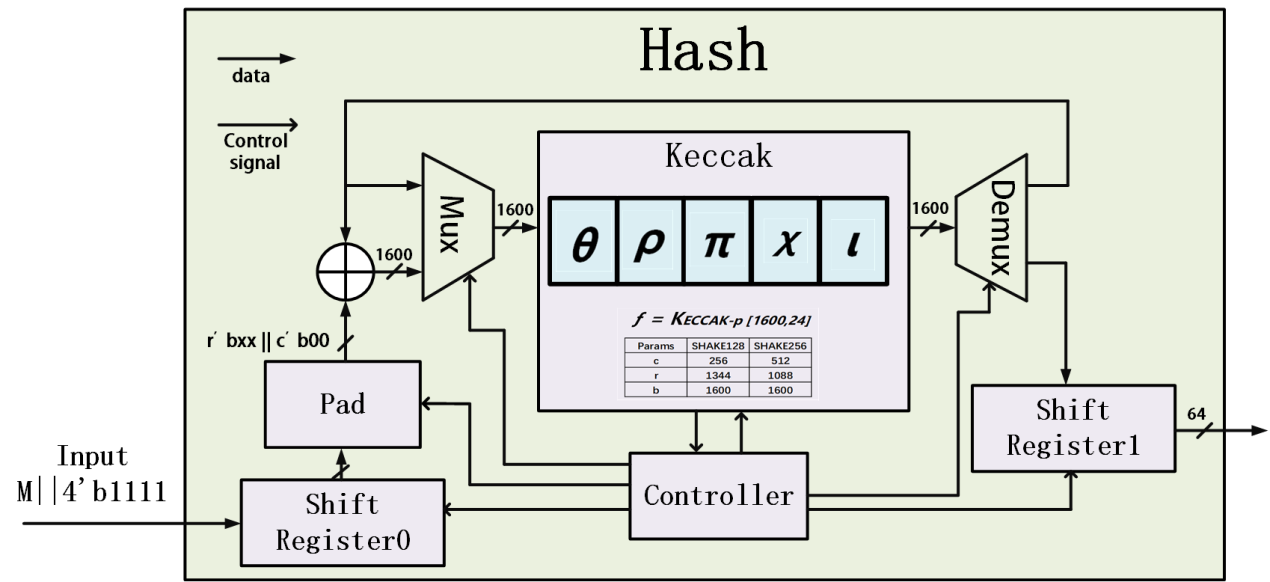 Hash
data
Control
signal
Keccak
Mux
1600
θ ρ π χ ι
1600
Demux
1600
ƒ = KECCAK-p [1600,24]
Params SHAKE128 SHAKE256
c 256 512
r 1344 1088
b 1600 1600
r′ bxx || c′ b00
Pad
Shift
Register1
64
Input
M||4'b1111
Shift
Register0
Controller